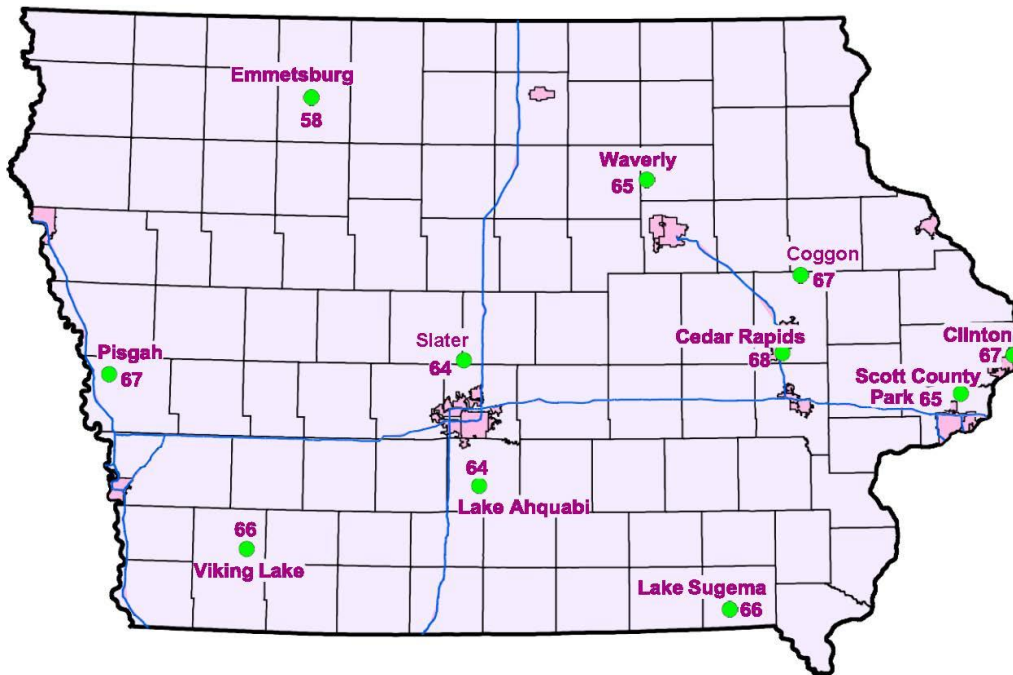 Emmetsburg
58
Waverly
65
Coggon
67
Pisgah
67
Slater
64
Cedar Rapids
68
Clinton
67
Scott County
Park 65
64
Lake Ahquabi
66
Viking Lake
Lake Sugema
66